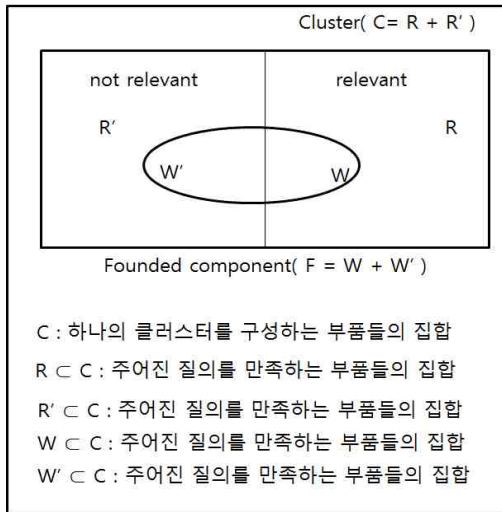 Cluster( C= R + R' )
not relevant relevant
R' R
W' W
Founded component( F = W + W' )
C : 하나의 클러스터를 구성하는 부품들의 집합
R ⊂ C : 주어진 질의를 만족하는 부품들의 집합
R' ⊂ C : 주어진 질의를 만족하는 부품들의 집합
W ⊂ C : 주어진 질의를 만족하는 부품들의 집합
W' ⊂ C : 주어진 질의를 만족하는 부품들의 집합